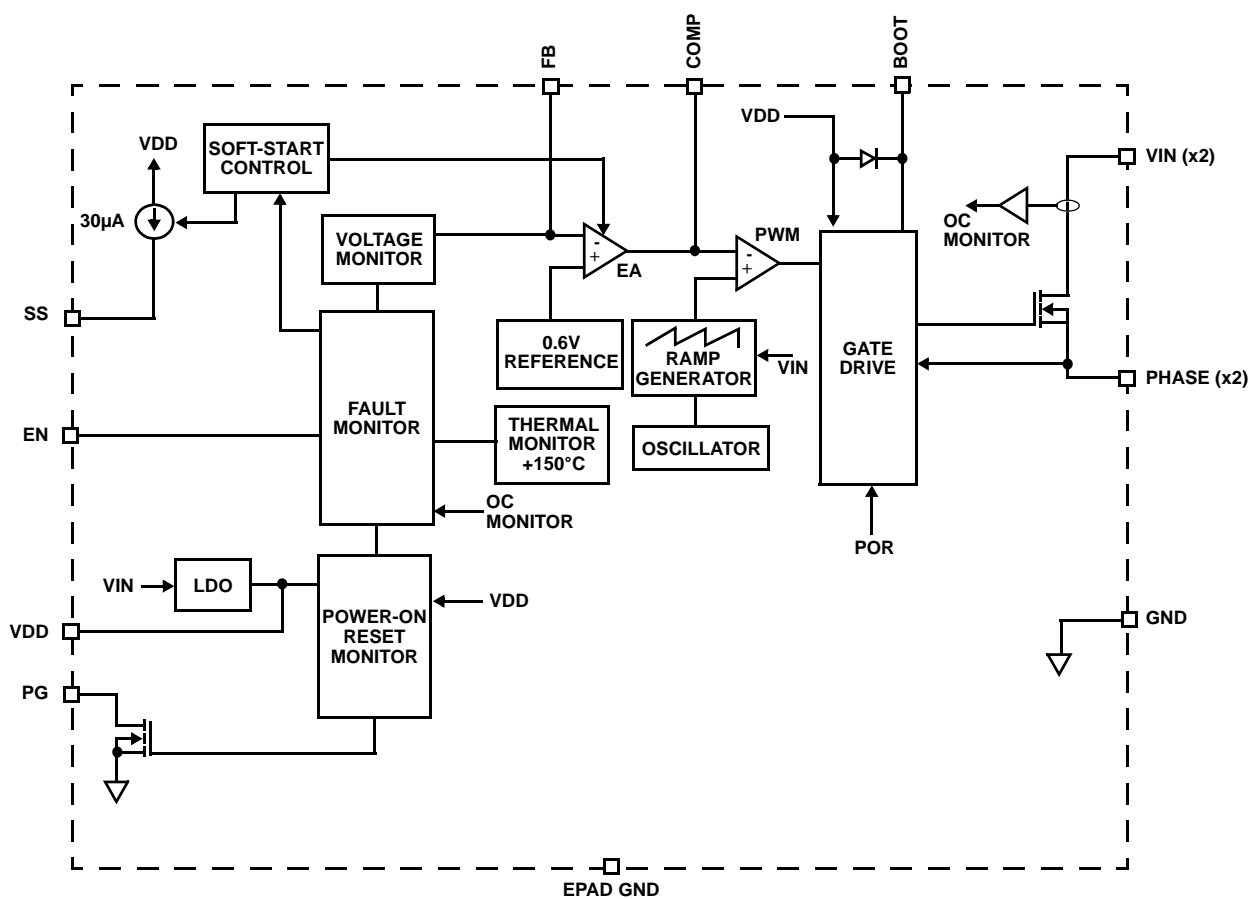 FB
COMP
BOOT
VDD
VDD
SOFT-START
CONTROL
VIN (x2)
30µA
OC
MONITOR
VOLTAGE
MONITOR
-
+
EA
PWM
-
+
SS
0.6V
REFERENCE
RAMP
GENERATOR
VIN
GATE
DRIVE
PHASE (x2)
FAULT
MONITOR
EN
THERMAL
MONITOR
+150°C
OSCILLATOR
OC
MONITOR
POR
VIN
LDO
VDD
POWER-ON
RESET
MONITOR
VDD
GND
PG
EPAD GND